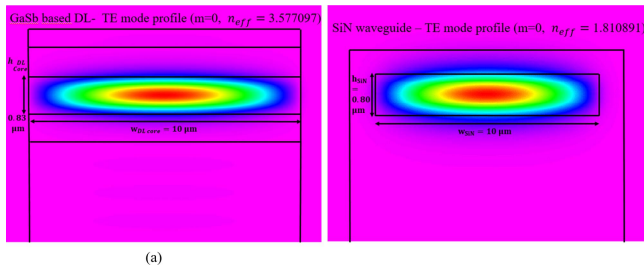 GaSb based DL- TE mode profile (m=0, n_eff = 3.577097)
h_DL Core
0.83 μm
w_DL core = 10 μm
(a)
SiN waveguide – TE mode profile (m=0, n_eff = 1.810891)
h_SiN
= 0.80
μm
w_SiN = 10 μm